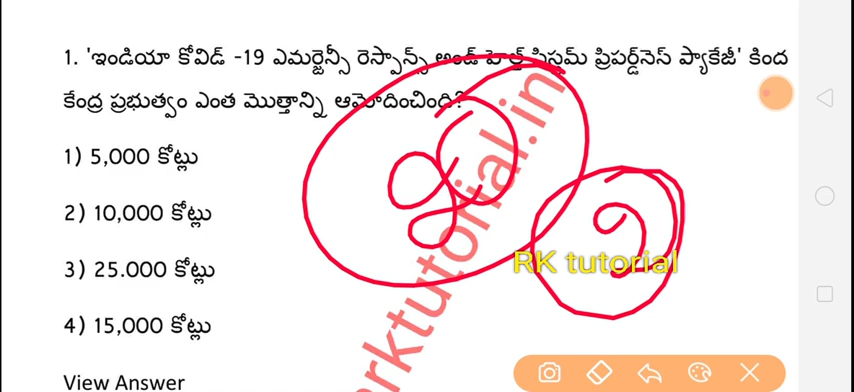 1. 'ఇండియా కోవిడ్ -19 ఎమర్జెన్సీ రెస్పాన్స్ అండ్ హెల్త్ సిస్టమ్ ప్రిపర్డ్‌నెస్ ప్యాకేజీ' కింద
కేంద్ర ప్రభుత్వం ఎంత మొత్తాన్ని ఆమోదించింది?
1) 5,000 కోట్లు
2) 10,000 కోట్లు
3) 25.000 కోట్లు
4) 15,000 కోట్లు
View Answer
rktutorial.in
RK tutorial